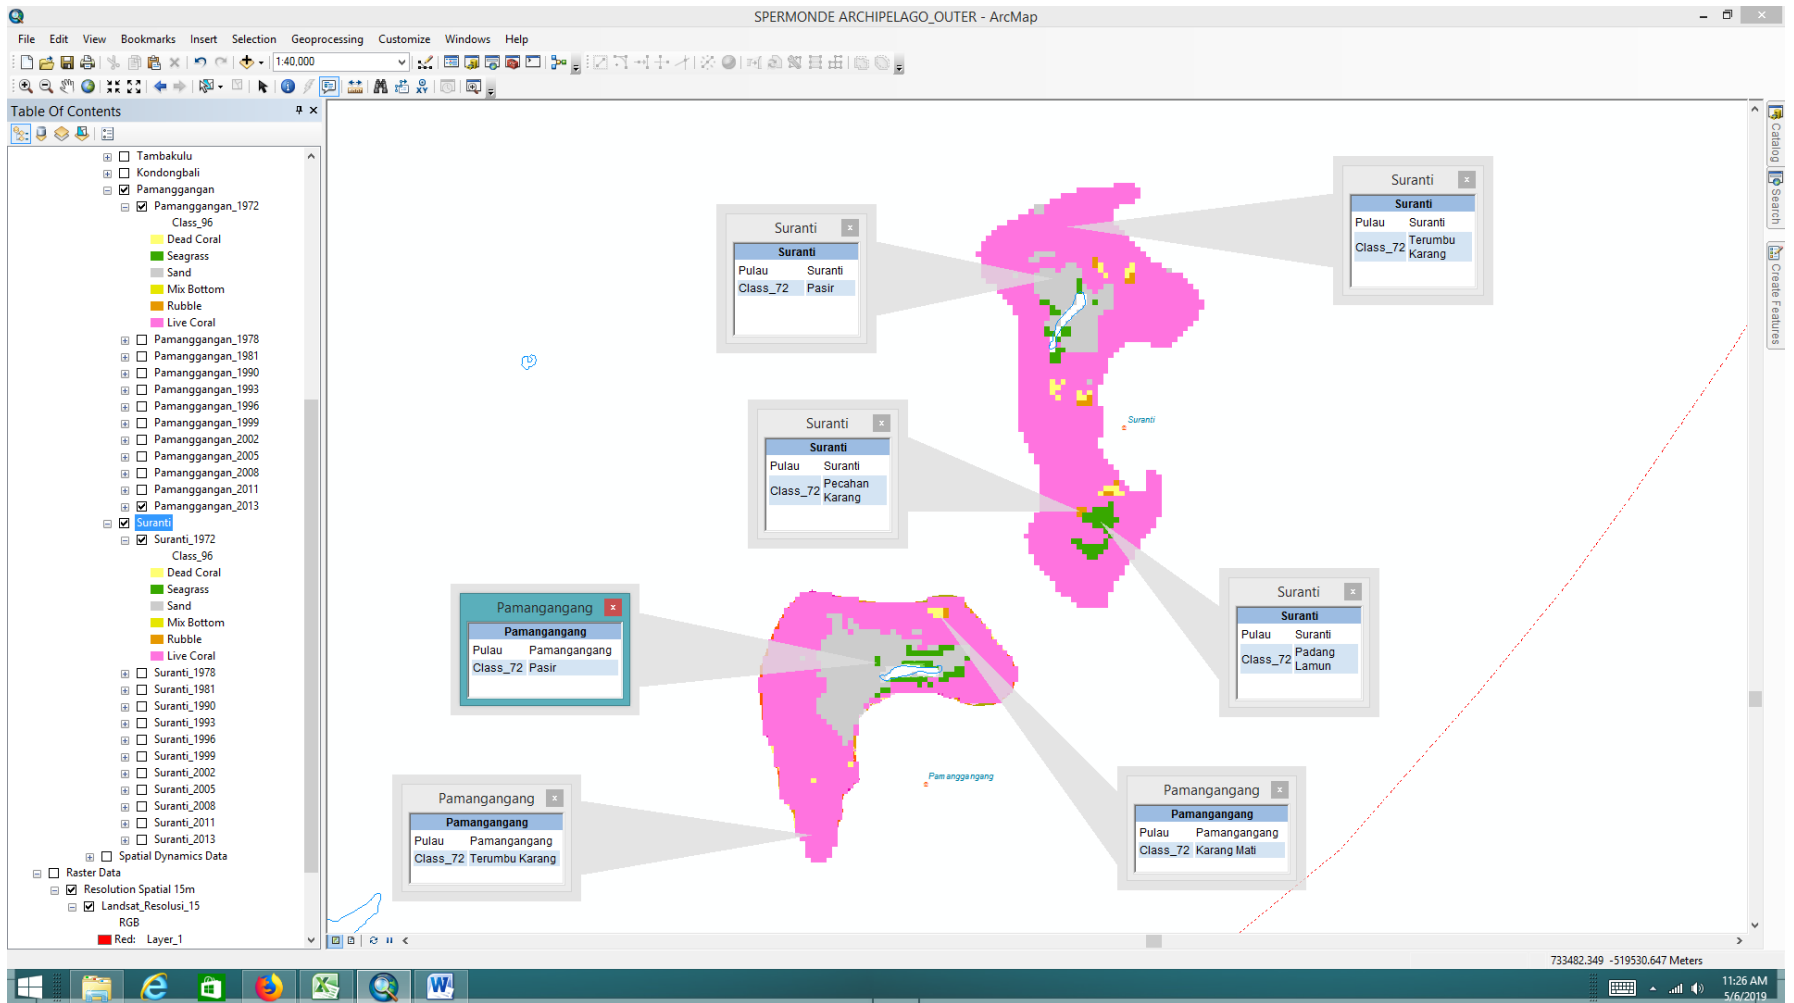 SPERMONDE ARCHIPELAGO_OUTER - ArcMap
File Edit View Bookmarks Insert Selection Geoprocessing Customize Windows Help
1:40,000
Table Of Contents
Tambakulu
Kondongbali
Pamanggangan
Pamanggangan_1972
Class_96
Dead Coral
Seagrass
Sand
Mix Bottom
Rubble
Live Coral
Pamanggangan_1978
Pamanggangan_1981
Pamanggangan_1990
Pamanggangan_1993
Pamanggangan_1996
Pamanggangan_1999
Pamanggangan_2002
Pamanggangan_2005
Pamanggangan_2008
Pamanggangan_2011
Pamanggangan_2013
Suranti
Suranti_1972
Class_96
Dead Coral
Seagrass
Sand
Mix Bottom
Rubble
Live Coral
Suranti_1978
Suranti_1981
Suranti_1990
Suranti_1993
Suranti_1996
Suranti_1999
Suranti_2002
Suranti_2005
Suranti_2008
Suranti_2011
Suranti_2013
Spatial Dynamics Data
Raster Data
Resolution Spatial 15m
Landsat_Resolusi_15
RGB
Red: Layer_1
Suranti
Suranti
Pulau Suranti
Class_72 Terumbu
Karang
Suranti
Suranti
Pulau Suranti
Class_72 Pasir
Suranti
Suranti
Suranti
Pulau Suranti
Class_72 Pecahan
Karang
Suranti
Suranti
Pulau Suranti
Class_72 Padang
Lamun
Pamangangang
Pamangangang
Pulau Pamangangang
Class_72 Pasir
Pamanggangang
Pamangangang
Pamangangang
Pulau Pamangangang
Class_72 Terumbu Karang
Pamangangang
Pamangangang
Pulau Pamangangang
Class_72 Karang Mati
Catalog
Search
Create Features
733482.349 -519530.647 Meters
11:26 AM
5/6/2019